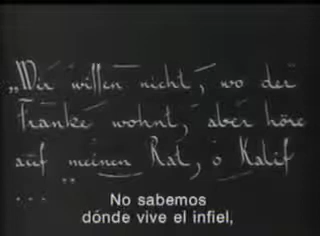 „Wir wissen nicht, wo der
Franke wohnt, aber höre
auf meinen Rat, o Kalif
...
No sabemos
dónde vive el infiel,